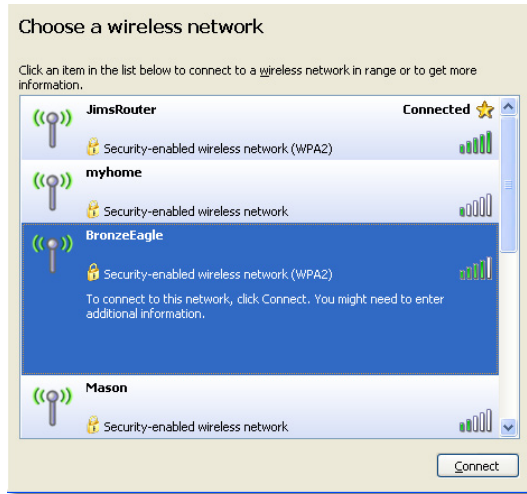 Choose a wireless network
Click an item in the list below to connect to a wireless network in range or to get more
information.
JimsRouter Connected
Security-enabled wireless network (WPA2)
myhome
Security-enabled wireless network
BronzeEagle
Security-enabled wireless network (WPA2)
To connect to this network, click Connect. You might need to enter
additional information.
Mason
Security-enabled wireless network
Connect